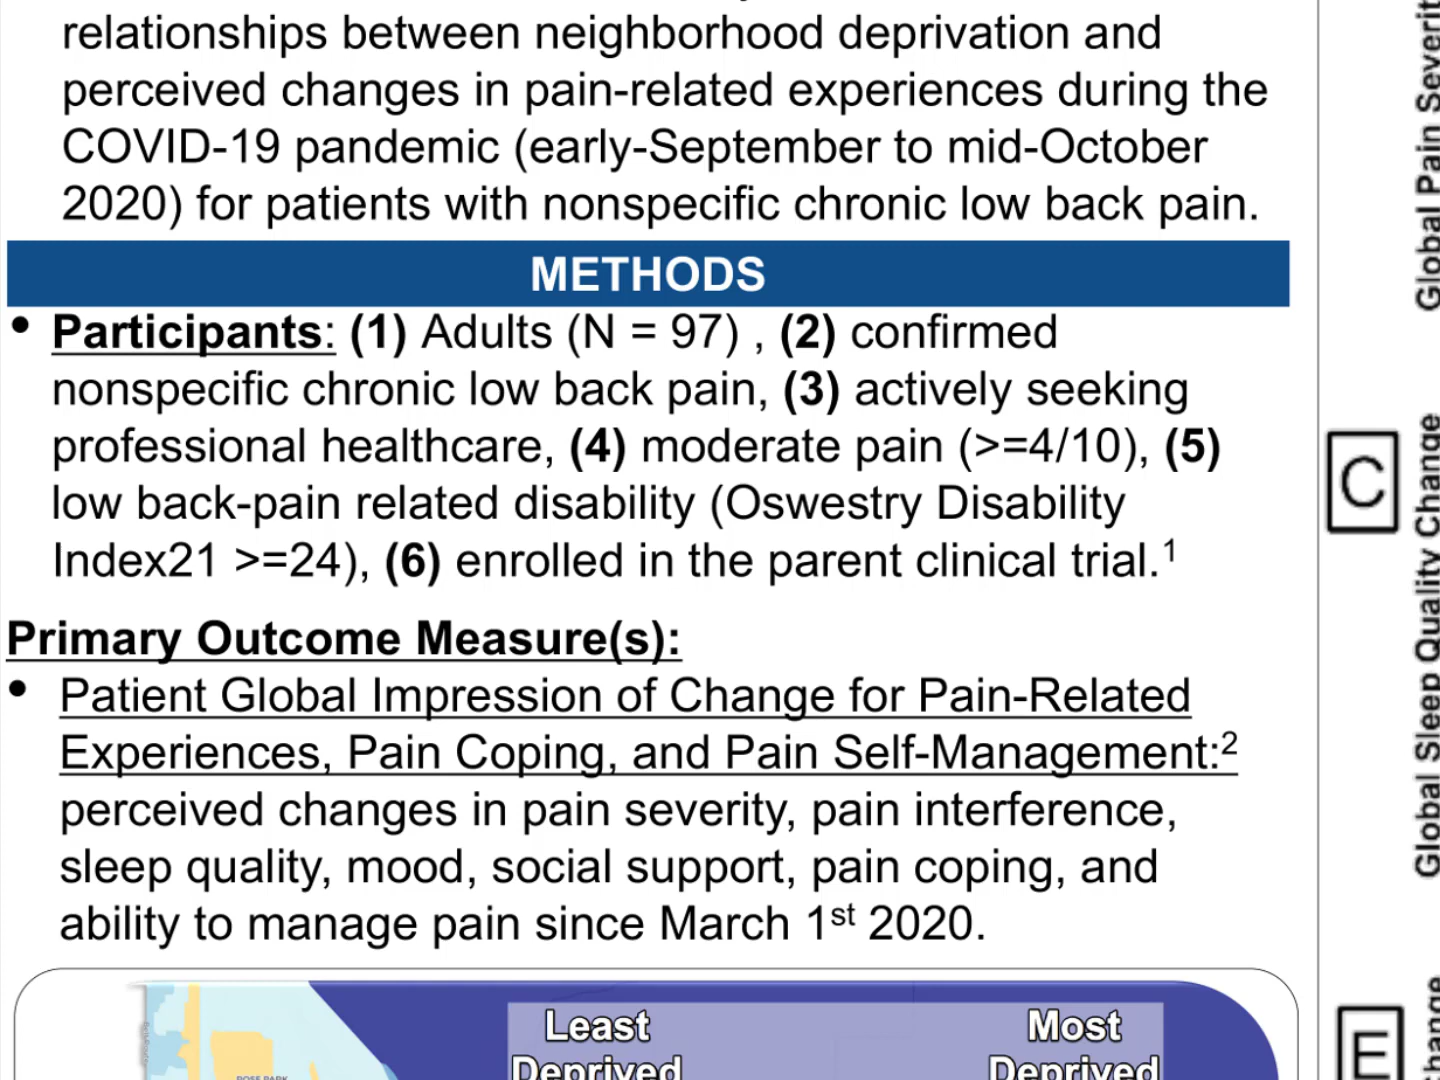 relationships between neighborhood deprivation and
perceived changes in pain-related experiences during the
COVID-19 pandemic (early-September to mid-October
2020) for patients with nonspecific chronic low back pain.
METHODS
• Participants: (1) Adults (N = 97) , (2) confirmed
nonspecific chronic low back pain, (3) actively seeking
professional healthcare, (4) moderate pain (>=4/10), (5)
low back-pain related disability (Oswestry Disability
Index21 >=24), (6) enrolled in the parent clinical trial.¹
Primary Outcome Measure(s):
• Patient Global Impression of Change for Pain-Related
Experiences, Pain Coping, and Pain Self-Management:²
perceived changes in pain severity, pain interference,
sleep quality, mood, social support, pain coping, and
ability to manage pain since March 1st 2020.
Least
Deprived
Most
Deprived
ROSE PARK
Global Pain
C
Global Sleep Quality Change
E